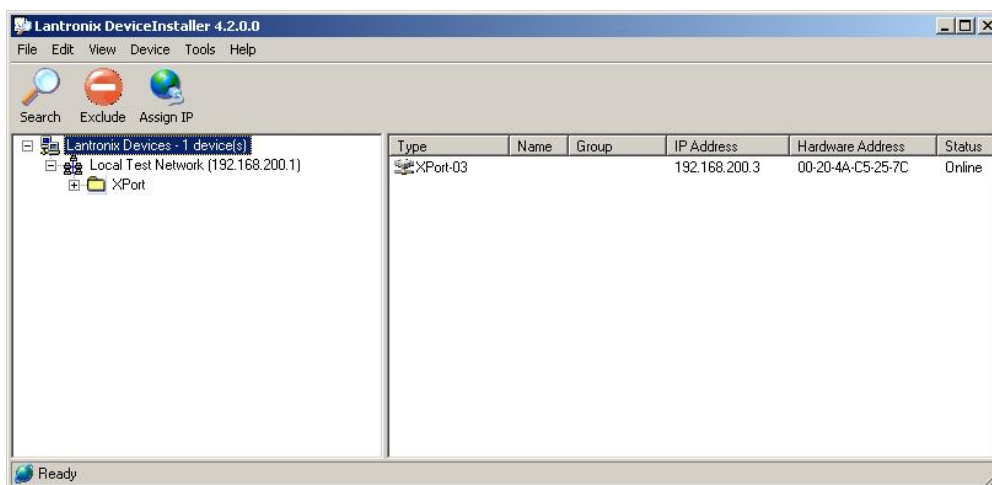 Lantronix DeviceInstaller 4.2.0.0
File Edit View Device Tools Help
Search Exclude Assign IP
Lantronix Devices - 1 device(s)
Local Test Network (192.168.200.1)
XPort
Type Name Group IP Address Hardware Address Status
XPort-03 192.168.200.3 00-20-4A-C5-25-7C Online
Ready